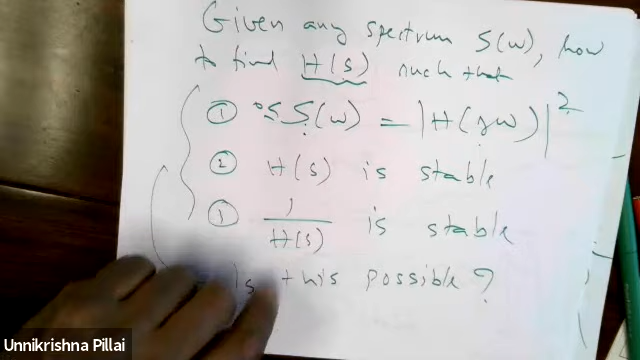 Given any spectrum S(ω), how
to find H(s) such that
① 0≤S(ω) = |H(jω)|²
② H(s) is stable
③ 1/H(s) is stable
Is this possible?
Unnikrishna Pillai